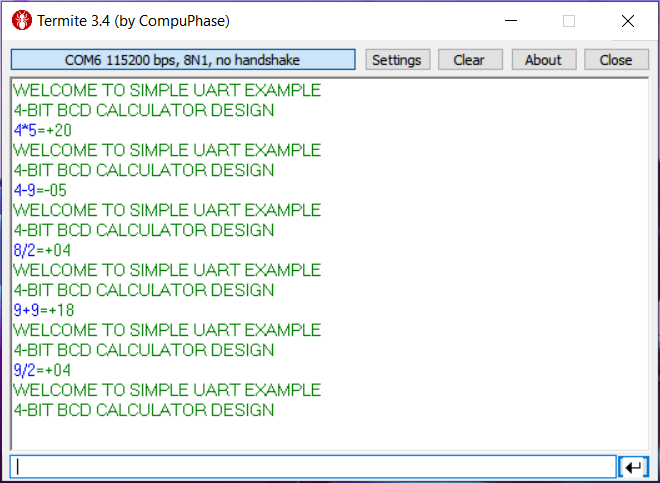 Termite 3.4 (by CompuPhase)
COM6 115200 bps, 8N1, no handshake
Settings
Clear
About
Close
WELCOME TO SIMPLE UART EXAMPLE
4-BIT BCD CALCULATOR DESIGN
4*5=+20
WELCOME TO SIMPLE UART EXAMPLE
4-BIT BCD CALCULATOR DESIGN
4-9=-05
WELCOME TO SIMPLE UART EXAMPLE
4-BIT BCD CALCULATOR DESIGN
8/2=+04
WELCOME TO SIMPLE UART EXAMPLE
4-BIT BCD CALCULATOR DESIGN
9+9=+18
WELCOME TO SIMPLE UART EXAMPLE
4-BIT BCD CALCULATOR DESIGN
9/2=+04
WELCOME TO SIMPLE UART EXAMPLE
4-BIT BCD CALCULATOR DESIGN